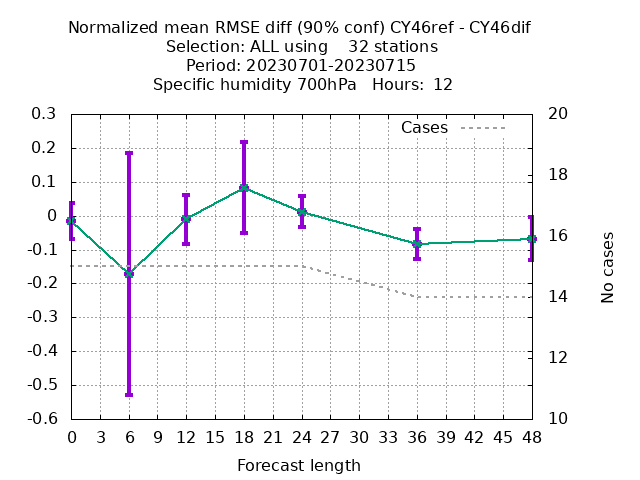 Normalized mean RMSE diff (90% conf) CY46ref - CY46dif
Selection: ALL using    32 stations
Period: 20230701-20230715
Specific humidity 700hPa   Hours:  12
0.3
0.2
0.1
0
-0.1
-0.2
-0.3
-0.4
-0.5
-0.6
Cases
20
18
16
14
12
10
No cases
0 3 6 9 12 15 18 21 24 27 30 33 36 39 42 45 48
Forecast length